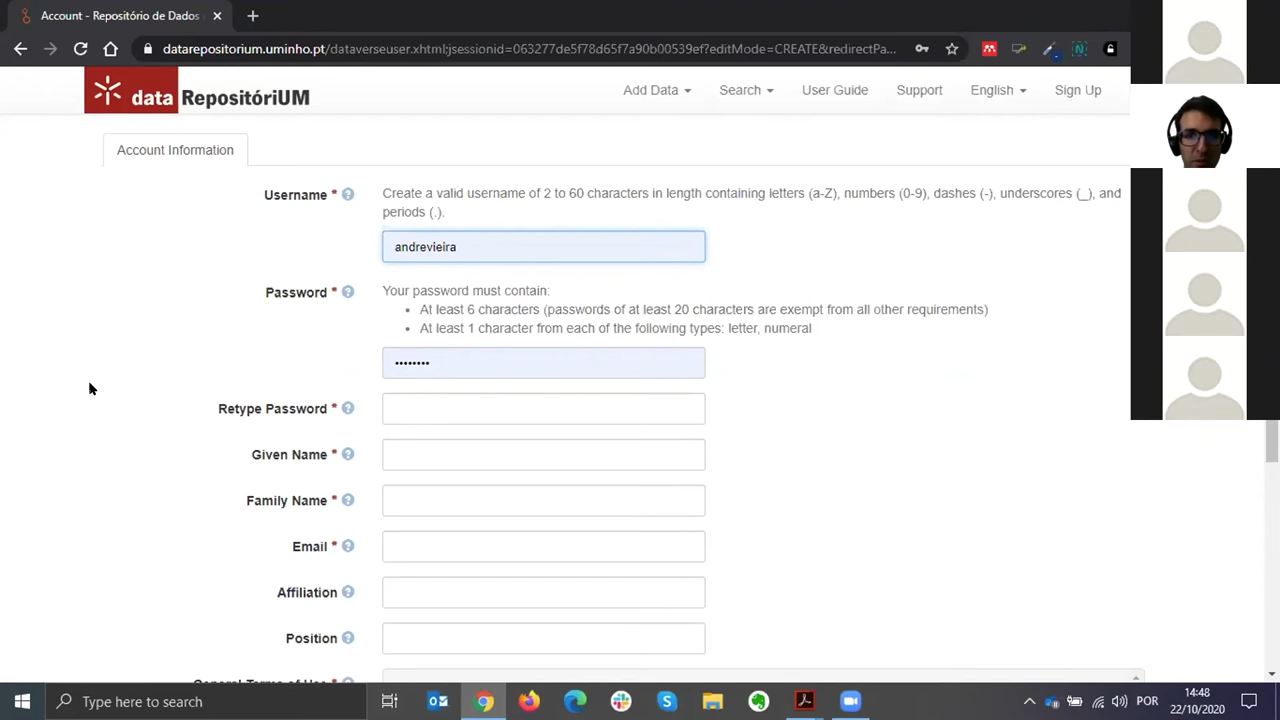 Account - Repositório de Dados
datarepositorium.uminho.pt/dataverseuser.xhtml;jsessionid=063277de5f78d65f7a90b00539ef?editMode=CREATE&redirectPa...
data RepositóriUM
Add Data
Search
User Guide
Support
English
Sign Up
Account Information
Username *
Create a valid username of 2 to 60 characters in length containing letters (a-Z), numbers (0-9), dashes (-), underscores (_), and
periods (.).
andrevieira
Password *
Your password must contain:
• At least 6 characters (passwords of at least 20 characters are exempt from all other requirements)
• At least 1 character from each of the following types: letter, numeral
••••••••
Retype Password *
Given Name *
Family Name *
Email *
Affiliation
Position
General Terms of Use *
Type here to search
POR
14:48
22/10/2020